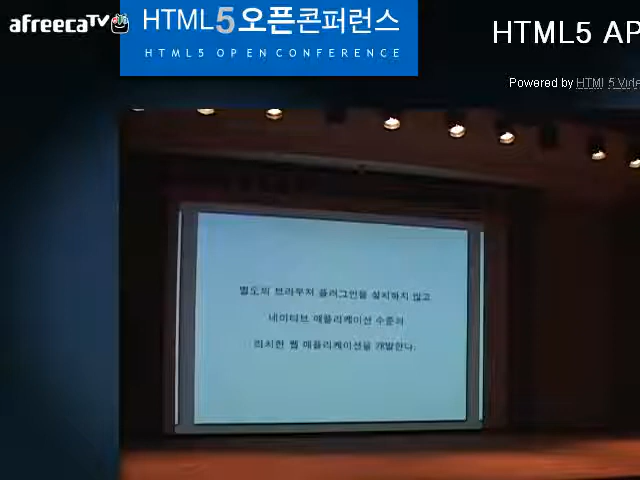 afreecaTV
HTML5 오픈콘퍼런스
HTML5 OPEN CONFERENCE
HTML5 AP
Powered by HTML 5 Vide
별도의 브라우저 플러그인을 설치하지 않고
네이티브 애플리케이션 수준의
리치한 웹 애플리케이션을 개발한다.